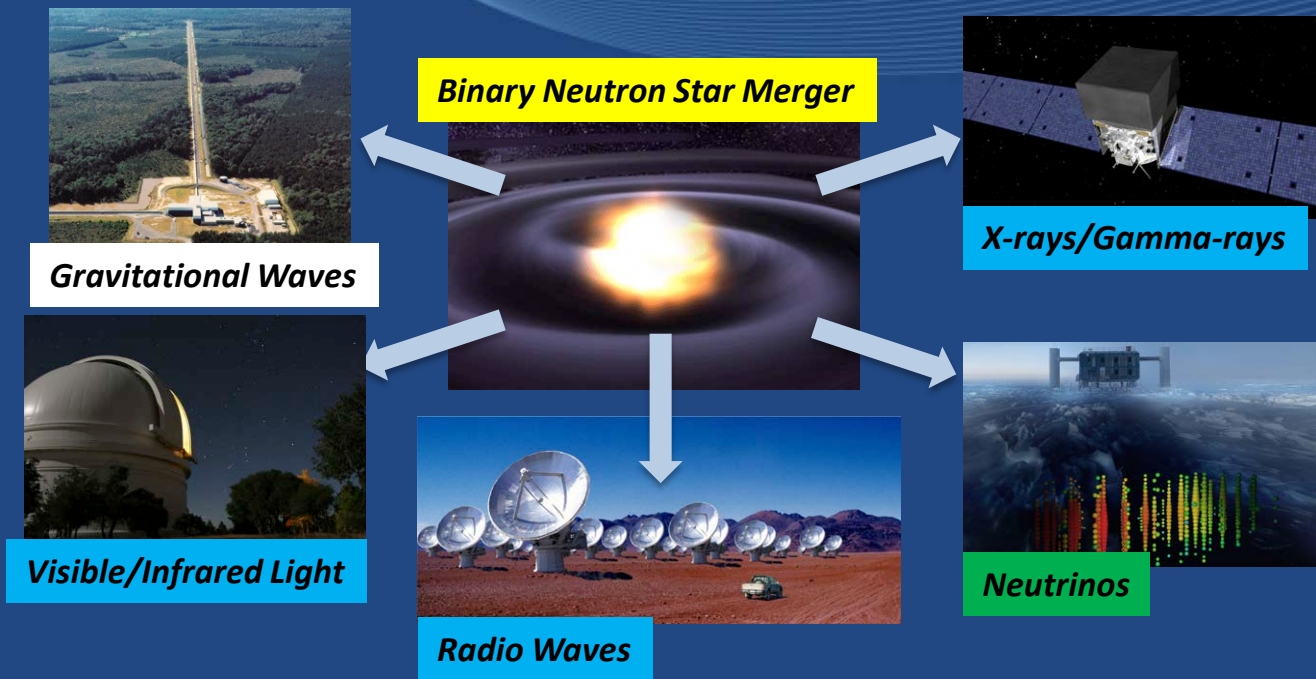 Binary Neutron Star Merger
Gravitational Waves
X-rays/Gamma-rays
Visible/Infrared Light
Neutrinos
Radio Waves